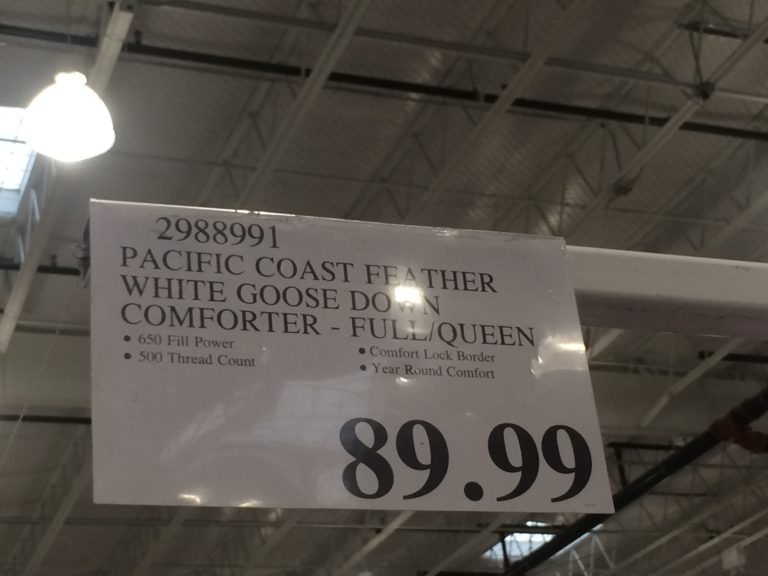 2988991
PACIFIC COAST FEATHER
WHITE GOOSE DOWN
COMFORTER - FULL/QUEEN
• 650 Fill Power
• 500 Thread Count
• Comfort Lock Border
• Year Round Comfort
89.99